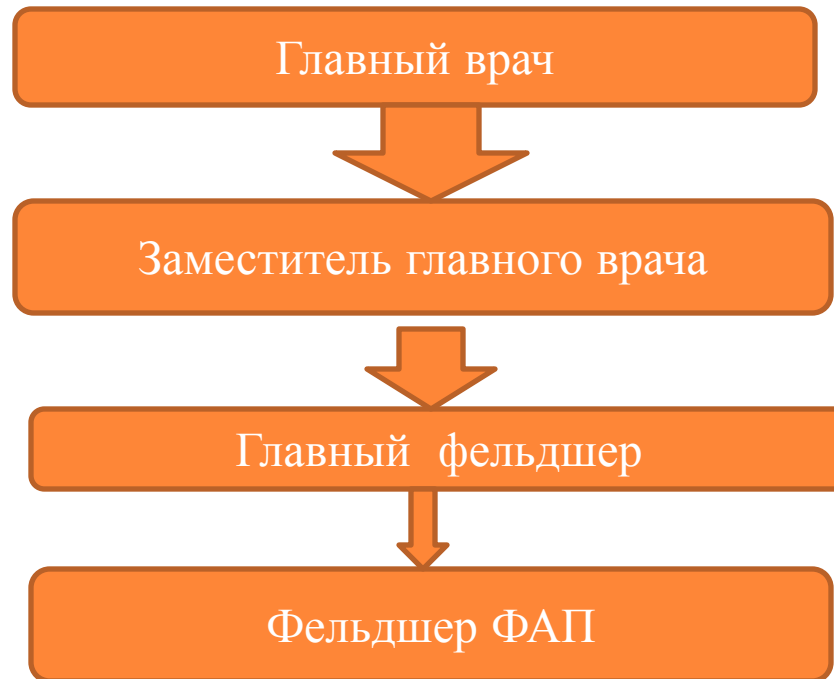 Главный врач
Заместитель главного врача
Главный фельдшер
Фельдшер ФАП